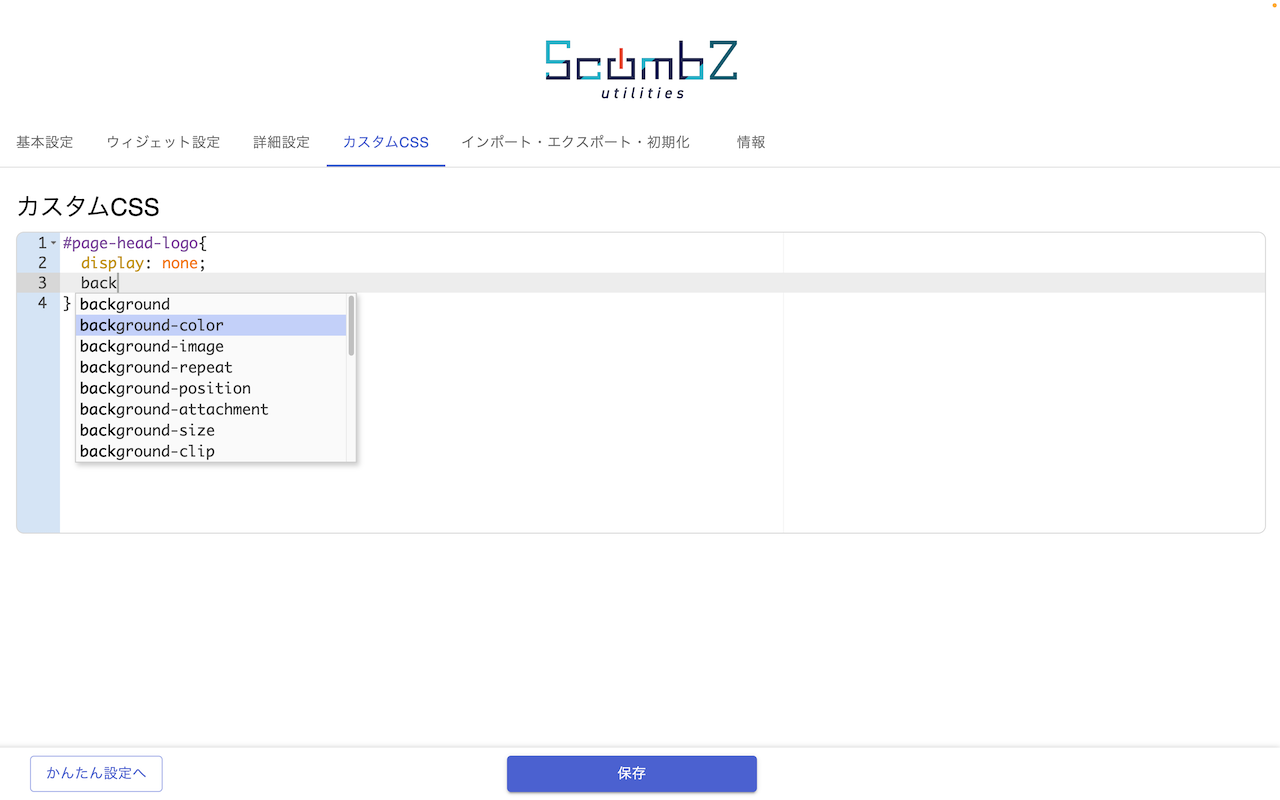 ScombZ
utilities
基本設定 ウィジェット設定 詳細設定 カスタムCSS インポート・エクスポート・初期化 情報
カスタムCSS
1 #page-head-logo{
2 display: none;
3 back
4 }
background
background-color
background-image
background-repeat
background-position
background-attachment
background-size
background-clip
かんたん設定へ 保存